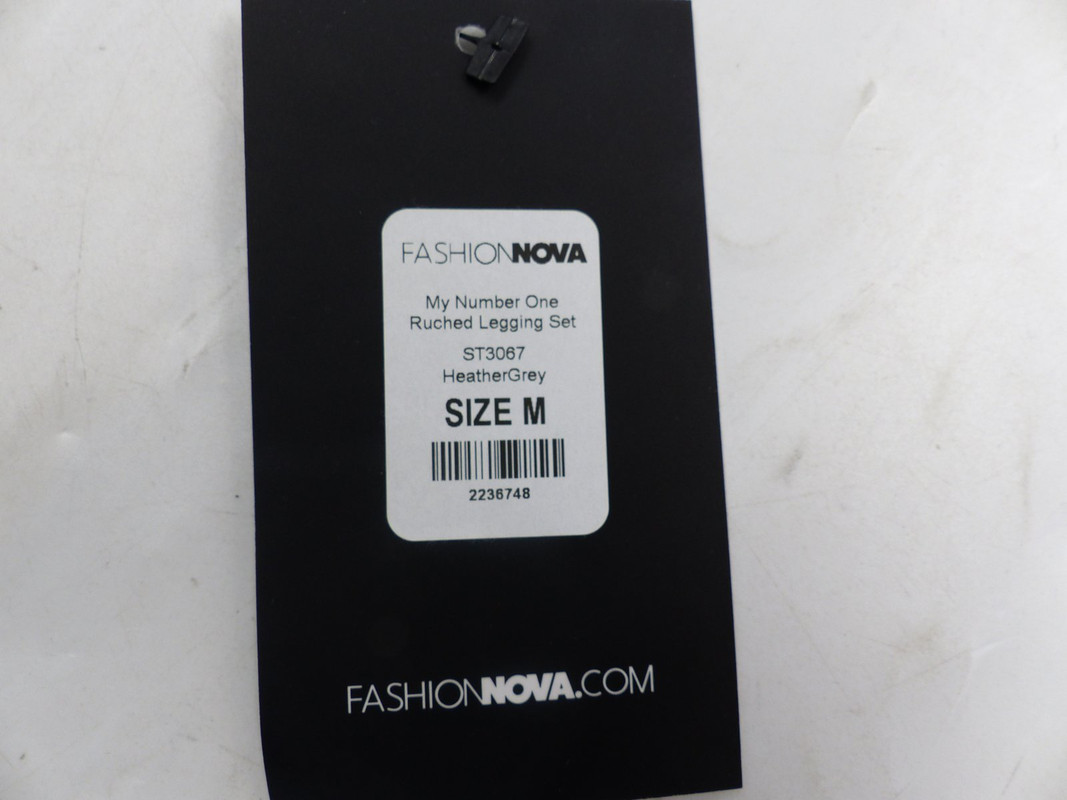 FASHIONNOVA
My Number One
Ruched Legging Set
ST3067
HeatherGrey
SIZE M
2236748
FASHIONNOVA.COM